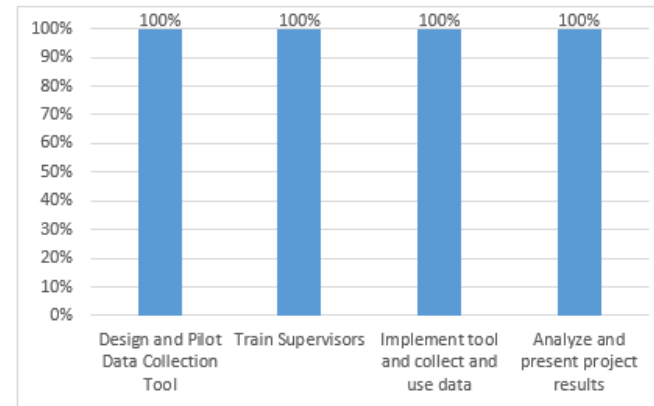 100% 100% 100% 100%
100%
90%
80%
70%
60%
50%
40%
30%
20%
10%
0%
Design and Pilot Train Supervisors Implement tool Analyze and
Data Collection and collect and present project
Tool use data results